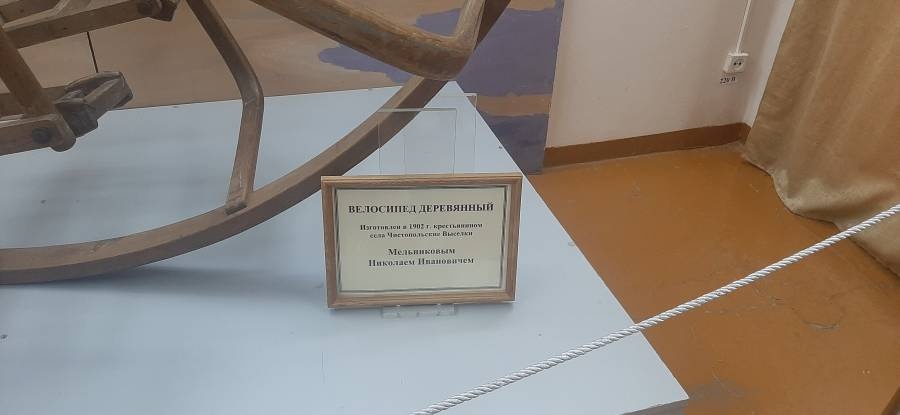 ВЕЛОСИПЕД ДЕРЕВЯННЫЙ
Изготовлен в 1902 г. крестьянином
села Чистопольские Выселки
Мельниковым
Николаем Ивановичем
220 В